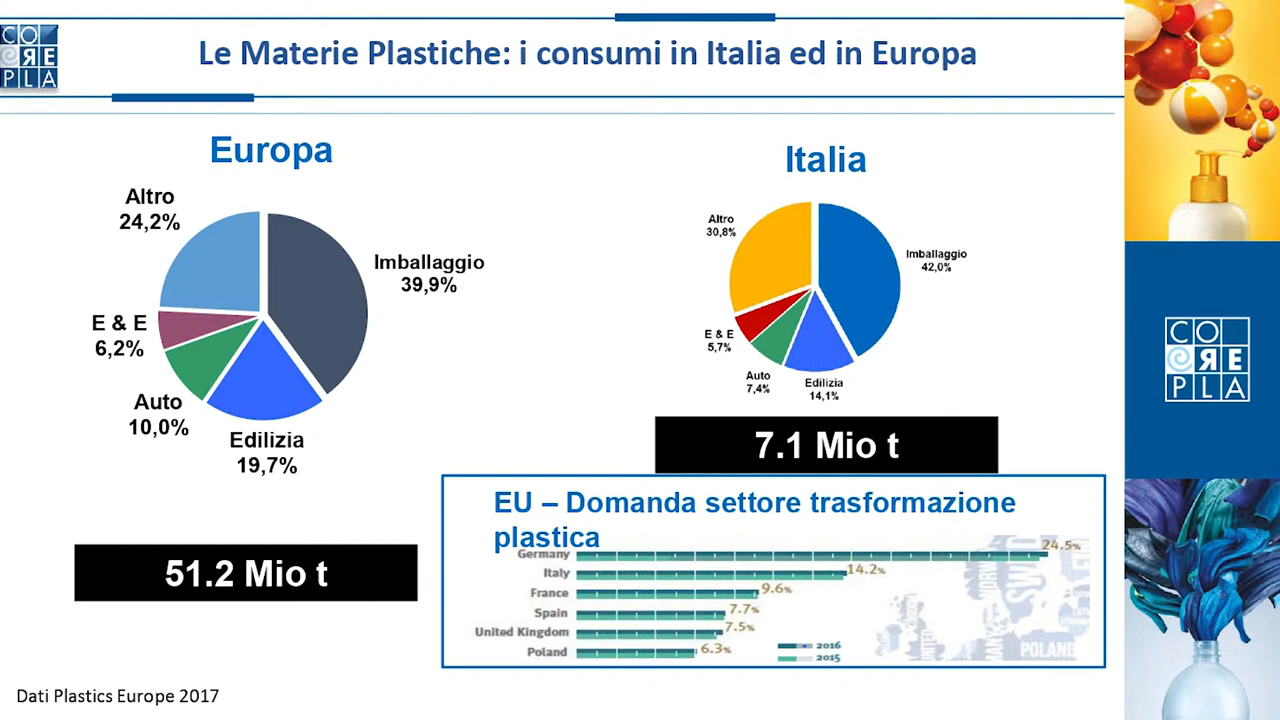 CO
RE
PLA
Le Materie Plastiche: i consumi in Italia ed in Europa
Europa
Altro
24,2%
Imballaggio
39,9%
E & E
6,2%
Auto
10,0%
Edilizia
19,7%
51.2 Mio t
Italia
Altro
30,8%
Imballaggio
42,0%
E & E
5,7%
Auto
7,4%
Edilizia
14,1%
7.1 Mio t
EU – Domanda settore trasformazione
plastica
Germany 24.5%
Italy 14.2%
France 9.6%
Spain 7.7%
United Kingdom 7.5%
Poland 6.3%
2016
2015
POLAND
Dati Plastics Europe 2017
CO
RE
PLA